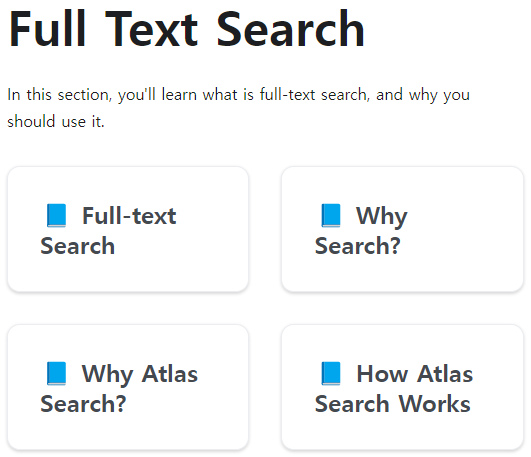 Full Text Search
In this section, you'll learn what is full-text search, and why you
should use it.
📘 Full-text
Search
📘 Why
Search?
📘 Why Atlas
Search?
📘 How Atlas
Search Works